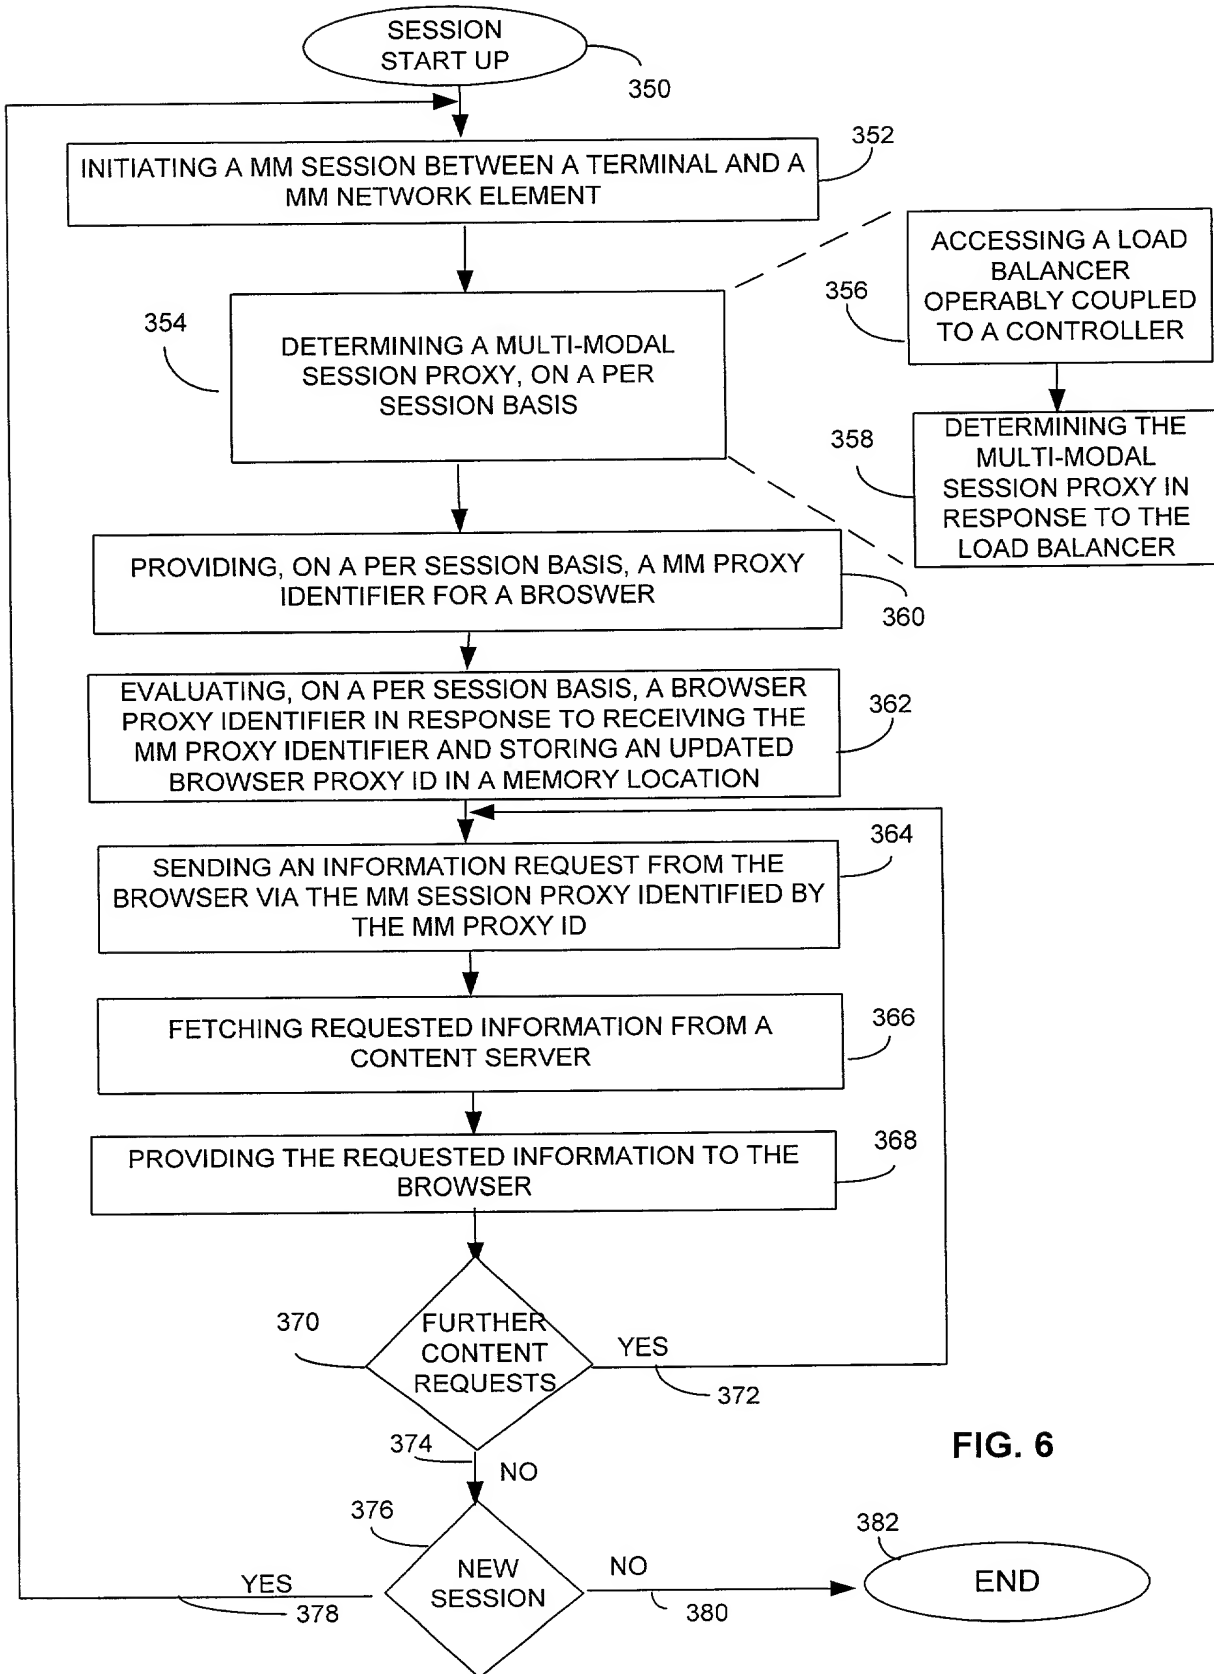 SESSION
START UP
350
352
INITIATING A MM SESSION BETWEEN A TERMINAL AND A
MM NETWORK ELEMENT
ACCESSING A LOAD
BALANCER
OPERABLY COUPLED
TO A CONTROLLER
356
354
DETERMINING A MULTI-MODAL
SESSION PROXY, ON A PER
SESSION BASIS
358
DETERMINING THE
MULTI-MODAL
SESSION PROXY IN
RESPONSE TO THE
LOAD BALANCER
PROVIDING, ON A PER SESSION BASIS, A MM PROXY
IDENTIFIER FOR A BROSWER
360
EVALUATING, ON A PER SESSION BASIS, A BROWSER
PROXY IDENTIFIER IN RESPONSE TO RECEIVING THE
MM PROXY IDENTIFIER AND STORING AN UPDATED
BROWSER PROXY ID IN A MEMORY LOCATION
362
364
SENDING AN INFORMATION REQUEST FROM THE
BROWSER VIA THE MM SESSION PROXY IDENTIFIED BY
THE MM PROXY ID
FETCHING REQUESTED INFORMATION FROM A
CONTENT SERVER
366
PROVIDING THE REQUESTED INFORMATION TO THE
BROWSER
368
370
FURTHER
CONTENT
REQUESTS
YES
372
374
NO
FIG. 6
376
NEW
SESSION
YES
378
NO
380
382
END